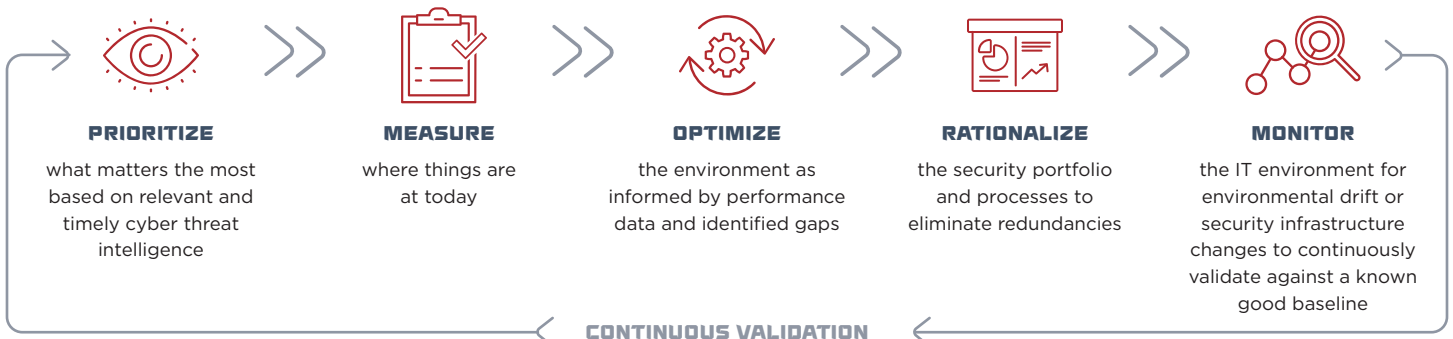 PRIORITIZE
what matters the most
based on relevant and
timely cyber threat
intelligence
MEASURE
where things are
at today
OPTIMIZE
the environment as
informed by performance
data and identified gaps
RATIONALIZE
the security portfolio
and processes to
eliminate redundancies
MONITOR
the IT environment for
environmental drift or
security infrastructure
changes to continuously
validate against a known
good baseline
CONTINUOUS VALIDATION